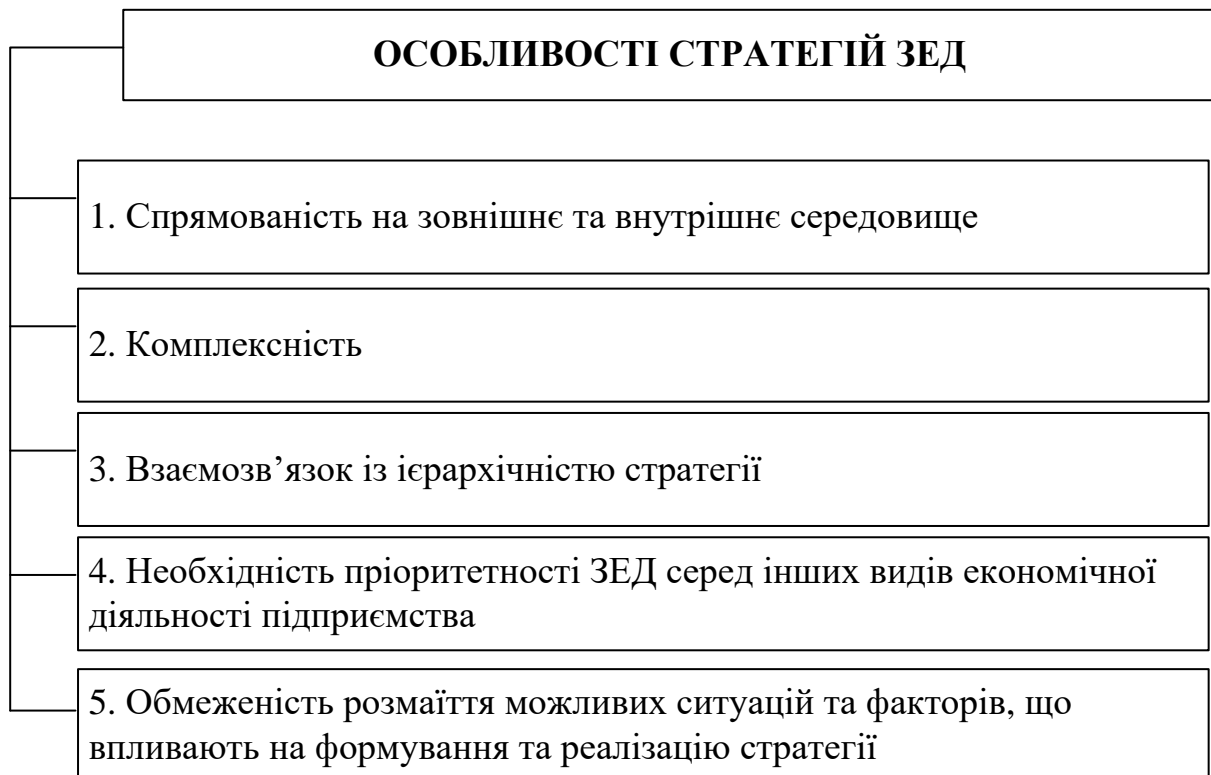 ОСОБЛИВОСТІ СТРАТЕГІЙ ЗЕД
1. Спрямованість на зовнішнє та внутрішнє середовище
2. Комплексність
3. Взаємозв’язок із ієрархічністю стратегії
4. Необхідність пріоритетності ЗЕД серед інших видів економічної
діяльності підприємства
5. Обмеженість розмаїття можливих ситуацій та факторів, що
впливають на формування та реалізацію стратегії